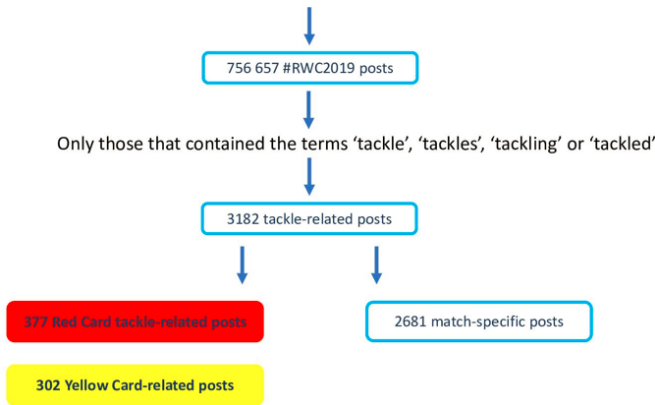 756 657 #RWC2019 posts
Only those that contained the terms ‘tackle’, ‘tackles’, ‘tackling’ or ‘tackled’
3182 tackle-related posts
377 Red Card tackle-related posts
2681 match-specific posts
302 Yellow Card-related posts